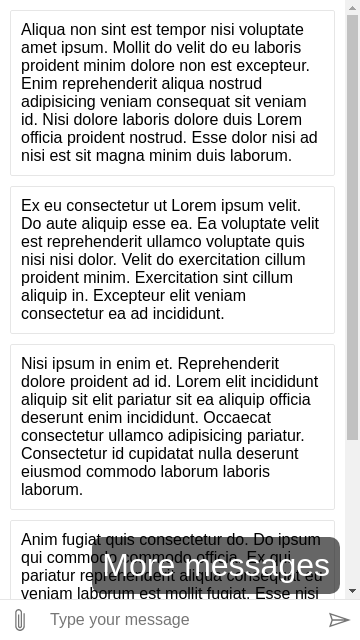 Aliqua non sint est tempor nisi voluptate
amet ipsum. Mollit do velit do eu laboris
proident minim dolore non est excepteur.
Enim reprehenderit aliqua nostrud
adipisicing veniam consequat sit veniam
id. Nisi dolore laboris dolore duis Lorem
officia proident nostrud. Esse dolor nisi ad
nisi est sit magna minim duis laborum.
Ex eu consectetur ut Lorem ipsum velit.
Do aute aliquip esse ea. Ea voluptate velit
est reprehenderit ullamco voluptate quis
nisi nisi dolor. Velit do exercitation cillum
proident minim. Exercitation sint cillum
aliquip in. Excepteur elit veniam
consectetur ea ad incididunt.
Nisi ipsum in enim et. Reprehenderit
dolore proident ad id. Lorem elit incididunt
aliquip sit elit pariatur sit ea aliquip officia
deserunt enim incididunt. Occaecat
consectetur ullamco adipisicing pariatur.
Consectetur id cupidatat nulla deserunt
eiusmod commodo laborum laboris
laborum.
Anim fugiat quis consectetur do. Do ipsum
qui commodo commodo officia. Ex qui
pariatur reprehenderit aliqua consequat eu
veniam laborum est mollit fugiat. Esse nisi
More messages
Type your message